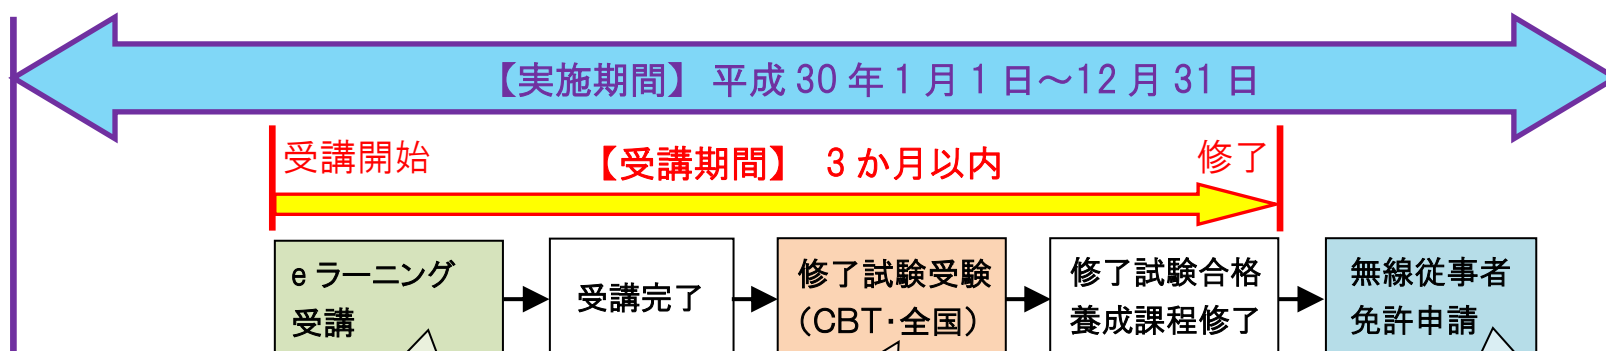 【実施期間】 平成 30 年 1 月 1 日～12 月 31 日
受講開始
【受講期間】 3 か月以内
修了
e ラーニング
受講
受講完了
修了試験受験
（CBT・全国）
修了試験合格
養成課程修了
無線従事者
免許申請